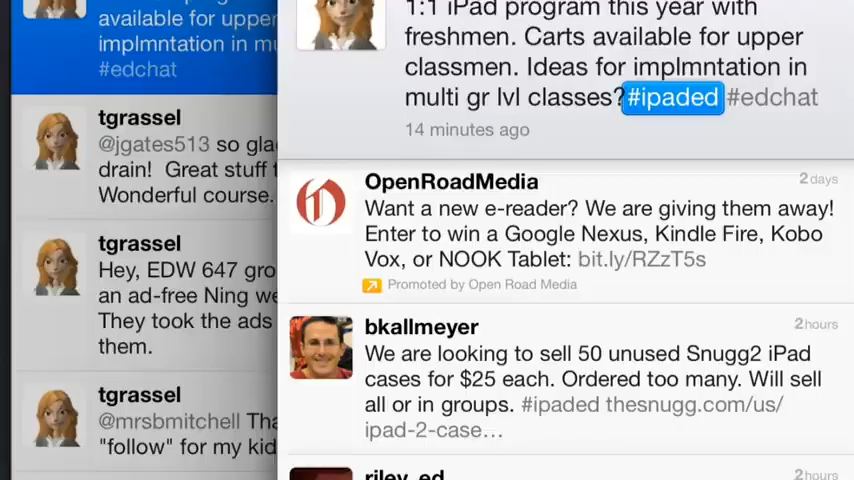 available for upper
implmntation in mu
#edchat
tgrassel
@jgates513 so gla
drain! Great stuff
Wonderful course.
tgrassel
Hey, EDW 647 gro
an ad-free Ning we
They took the ads
them.
tgrassel
@mrsbmitchell Tha
"follow" for my kid
1:1 iPad program this year with
freshmen. Carts available for upper
classmen. Ideas for implmntation in
multi gr lvl classes?#ipaded #edchat
14 minutes ago
OpenRoadMedia 2 days
Want a new e-reader? We are giving them away!
Enter to win a Google Nexus, Kindle Fire, Kobo
Vox, or NOOK Tablet: bit.ly/RZzT5s
Promoted by Open Road Media
bkallmeyer 2 hours
We are looking to sell 50 unused Snugg2 iPad
cases for $25 each. Ordered too many. Will sell
all or in groups. #ipaded thesnugg.com/us/
ipad-2-case…
riley_ed 2 hours